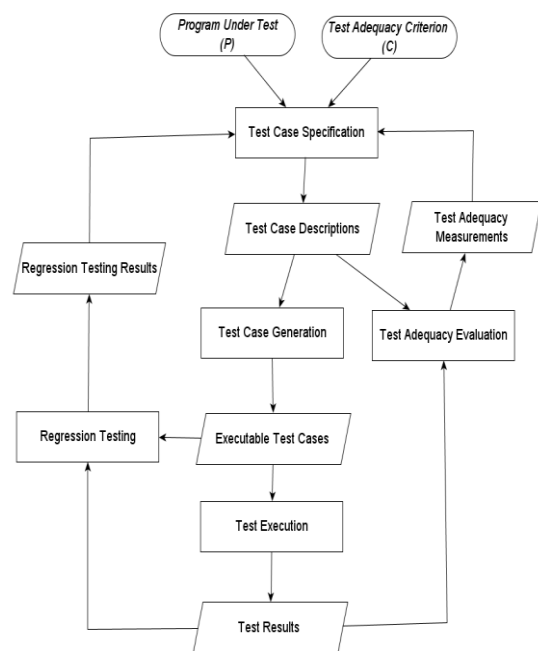 Program Under Test
(P)
Test Adequacy Criterion
(C)
Test Case Specification
Test Case Descriptions
Test Adequacy
Measurements
Regression Testing Results
Test Case Generation
Test Adequacy Evaluation
Regression Testing
Executable Test Cases
Test Execution
Test Results